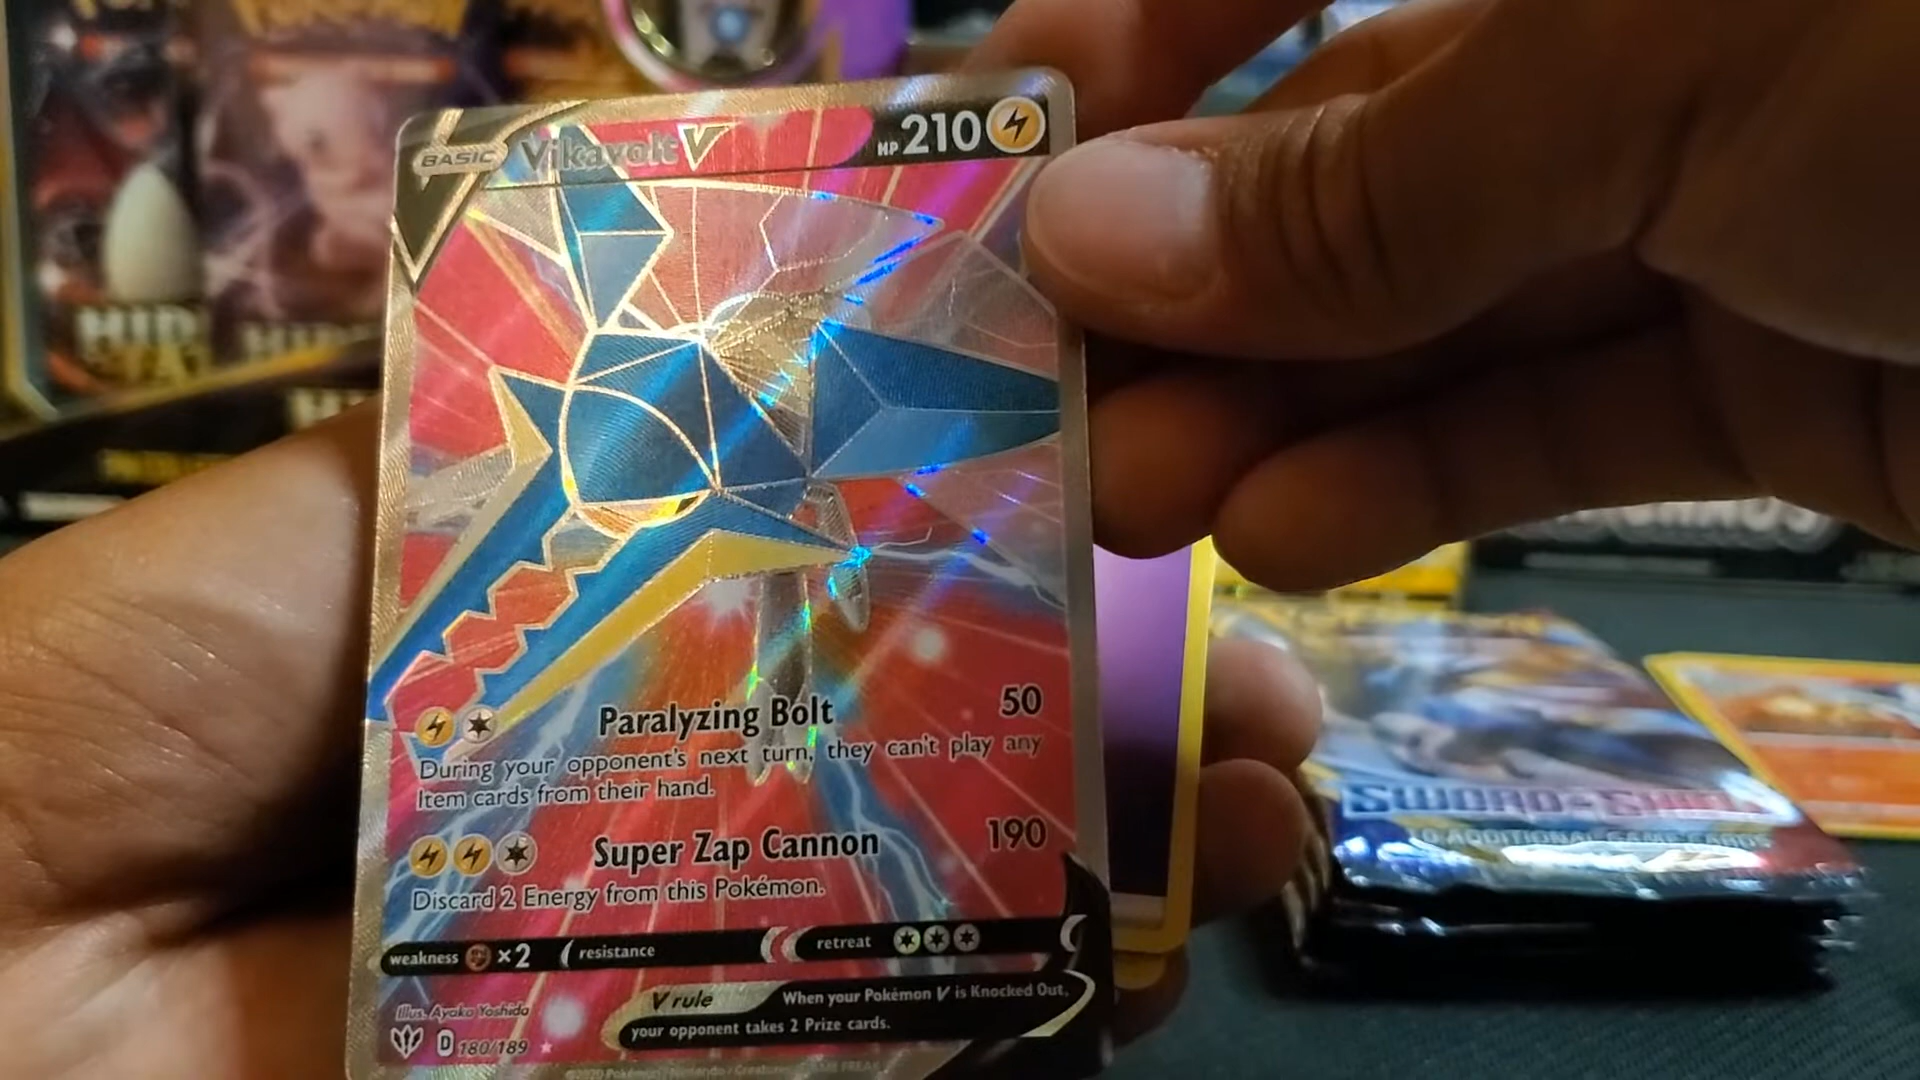 BASIC Vikavolt V HP 210
Paralyzing Bolt 50
During your opponent's next turn, they can't play any
Item cards from their hand.
Super Zap Cannon 190
Discard 2 Energy from this Pokémon.
weakness ×2 resistance retreat
V rule When your Pokémon V is Knocked Out,
your opponent takes 2 Prize cards.
Illus. Ayaka Yoshida
D 180/189
©2020 Pokémon / Nintendo / Creatures / GAME FREAK
HID
HID
SWORD & SHIELD
10 ADDITIONAL GAME CARDS